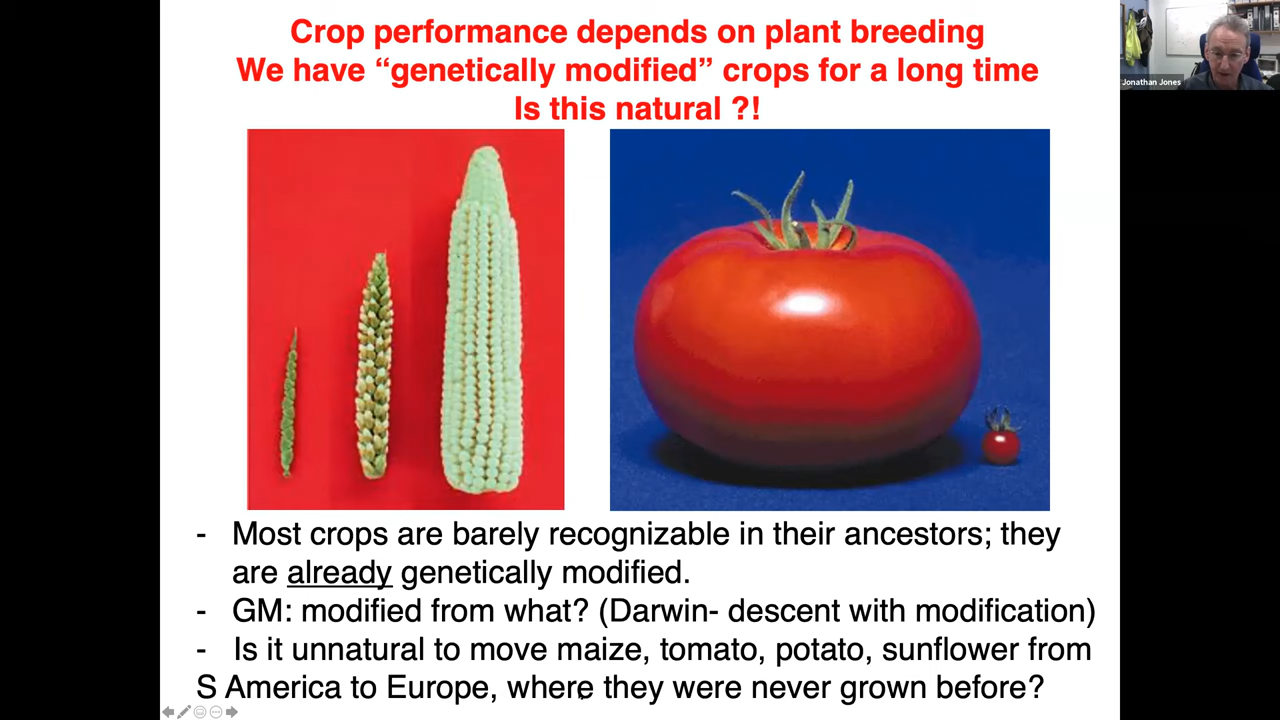 Crop performance depends on plant breeding
We have “genetically modified” crops for a long time
Is this natural ?!
Jonathan Jones
- Most crops are barely recognizable in their ancestors; they
are already genetically modified.
- GM: modified from what? (Darwin- descent with modification)
- Is it unnatural to move maize, tomato, potato, sunflower from
S America to Europe, where they were never grown before?